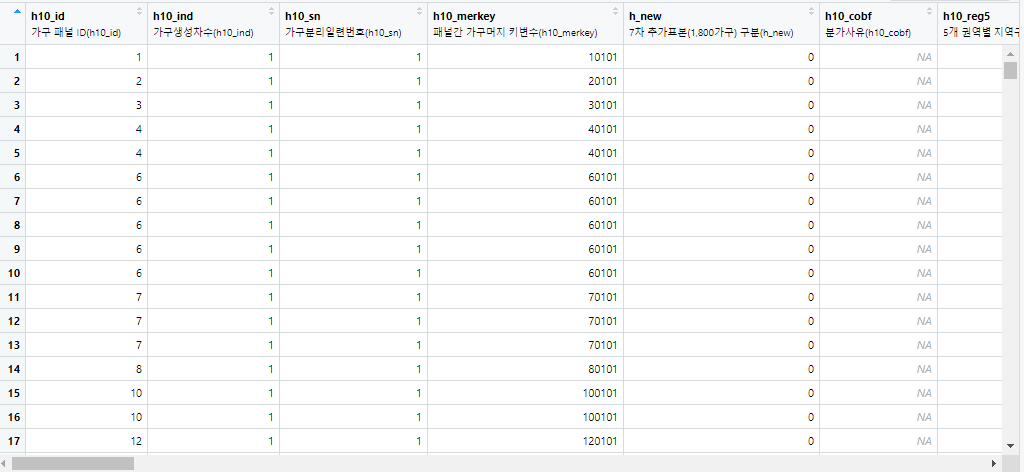 h10_id h10_ind h10_sn h10_merkey h_new h10_cobf h10_reg5
가구 패널 ID(h10_id) 가구생성차수(h10_ind) 가구분리일련번호(h10_sn) 패널간 가구머지 키변수(h10_merkey) 7차 추가표본(1,800가구) 구분(h_new) 분가사유(h10_cobf) 5개 권역별 지역구
1 1 1 1 10101 0 NA
2 2 1 1 20101 0 NA
3 3 1 1 30101 0 NA
4 4 1 1 40101 0 NA
5 4 1 1 40101 0 NA
6 6 1 1 60101 0 NA
7 6 1 1 60101 0 NA
8 6 1 1 60101 0 NA
9 6 1 1 60101 0 NA
10 6 1 1 60101 0 NA
11 7 1 1 70101 0 NA
12 7 1 1 70101 0 NA
13 7 1 1 70101 0 NA
14 8 1 1 80101 0 NA
15 10 1 1 100101 0 NA
16 10 1 1 100101 0 NA
17 12 1 1 120101 0 NA